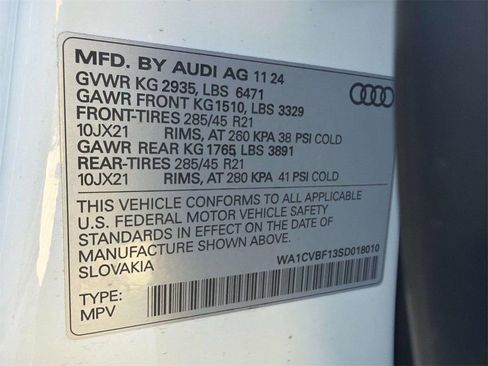 MFD. BY AUDI AG 11 24
GVWR KG 2935, LBS 6471
GAWR FRONT KG1510, LBS 3329
FRONT-TIRES 285/45 R21
10JX21 RIMS, AT 260 KPA 38 PSI COLD
GAWR REAR KG 1765, LBS 3891
REAR-TIRES 285/45 R21
10JX21 RIMS, AT 280 KPA 41 PSI COLD
THIS VEHICLE CONFORMS TO ALL APPLICABLE
U.S. FEDERAL MOTOR VEHICLE SAFETY
STANDARDS IN EFFECT ON THE DATE OF
MANUFACTURE SHOWN ABOVE.
SLOVAKIA WA1CVBF13SD018010
TYPE:
MPV